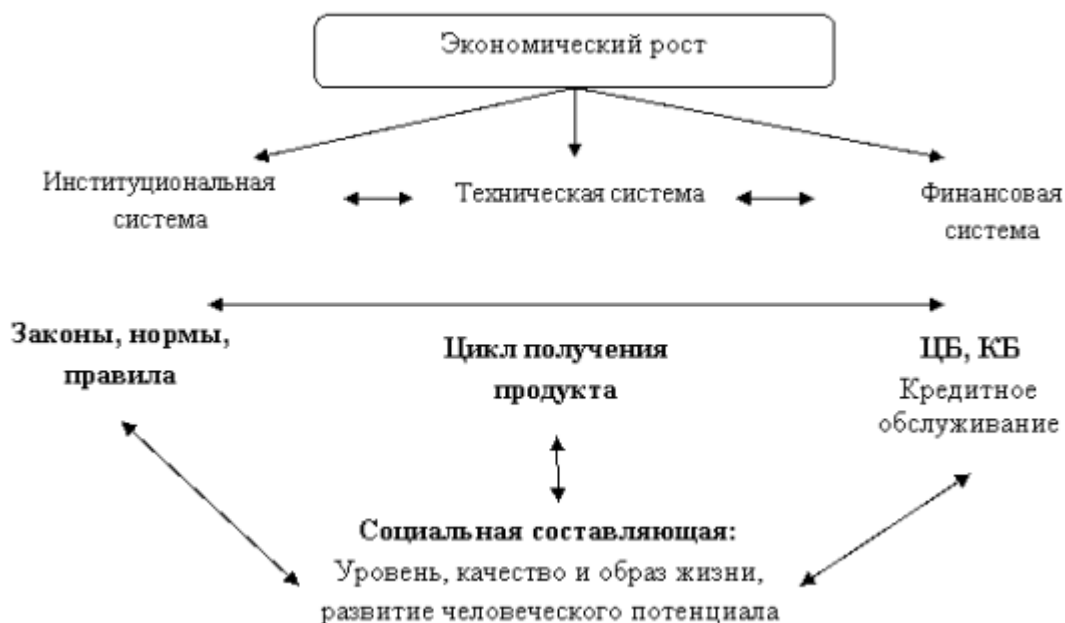 Экономический рост
Институциональная
система
Техническая система
Финансовая
система
Законы, нормы,
правила
Цикл получения
продукта
ЦБ, КБ
Кредитное
обслуживание
Социальная составляющая:
Уровень, качество и образ жизни,
развитие человеческого потенциала